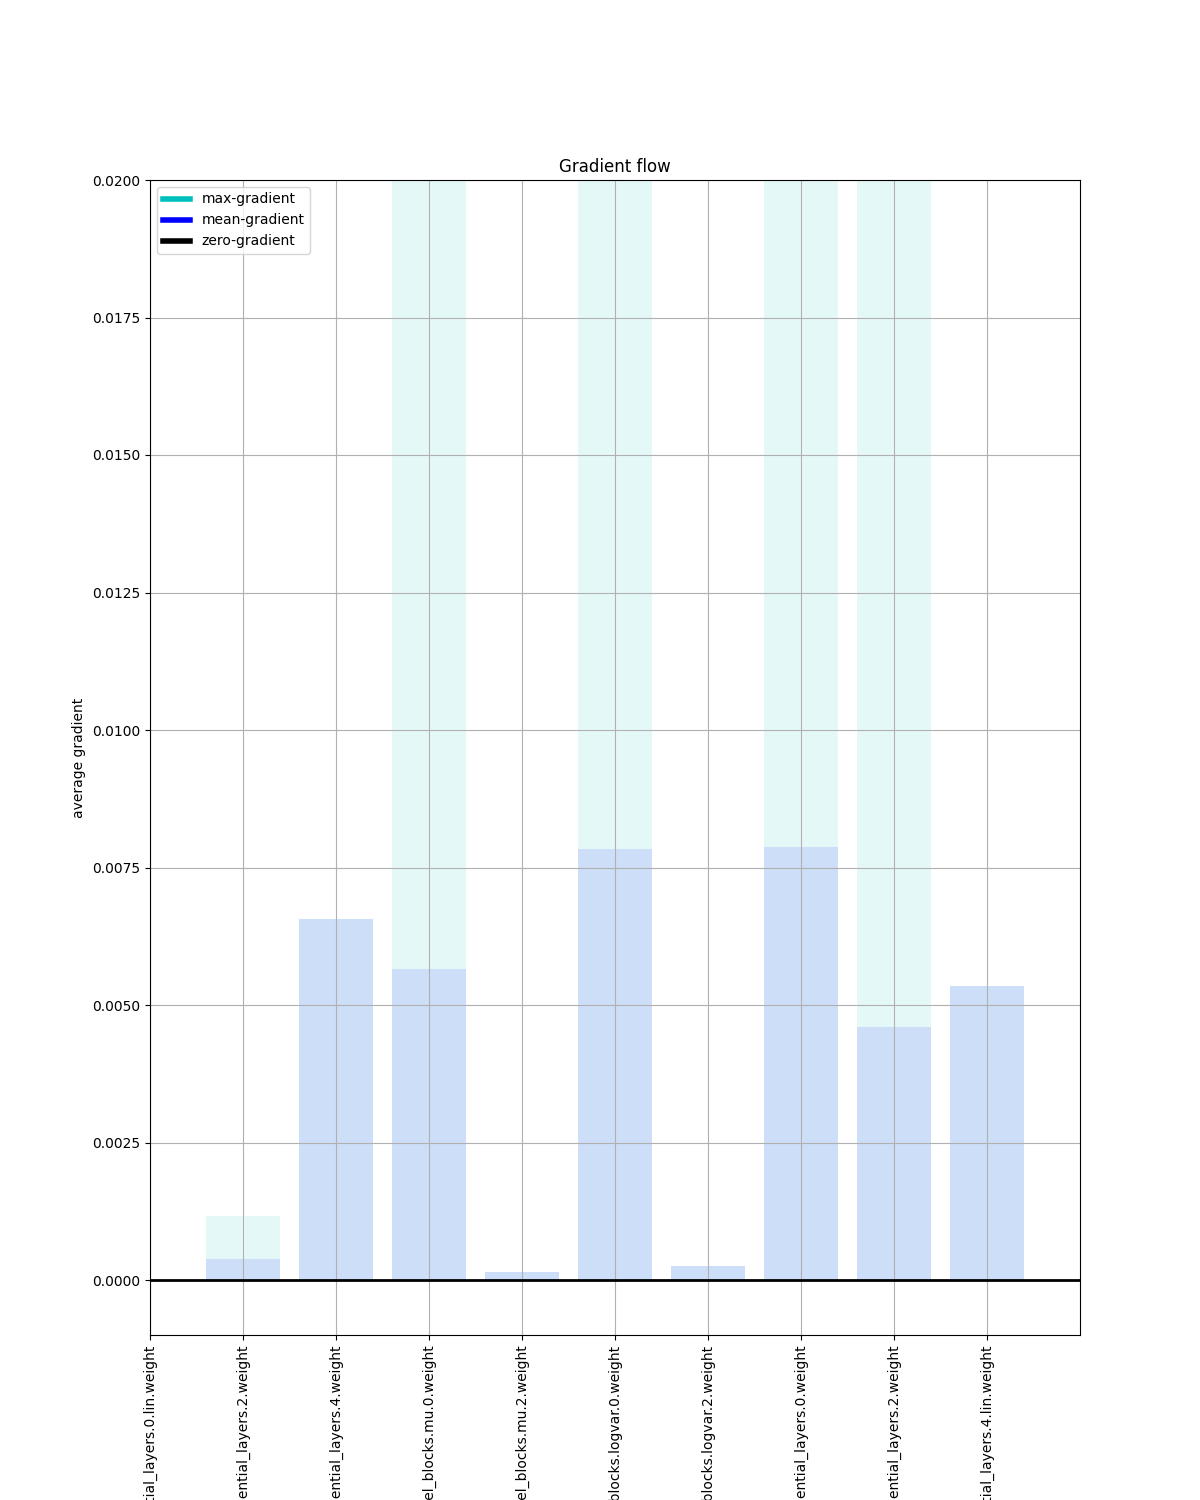 Gradient flow
max-gradient
mean-gradient
zero-gradient
0.0200
0.0175
0.0150
0.0125
0.0100
0.0075
0.0050
0.0025
0.0000
average gradient
tial_layers.0.lin.weight
ential_layers.2.weight
ential_layers.4.weight
el_blocks.mu.0.weight
el_blocks.mu.2.weight
blocks.logvar.0.weight
blocks.logvar.2.weight
ential_layers.0.weight
ential_layers.2.weight
tial_layers.4.lin.weight